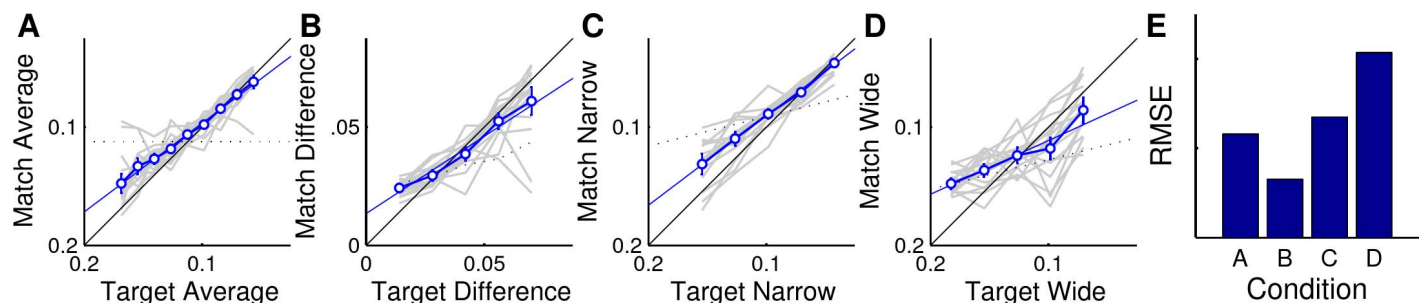 A
Match Average
0.1
0.2
0.2
0.1
Target Average
B
Match Difference
.05
0
0
0.05
Target Difference
C
Match Narrow
0.1
0.2
0.2
0.1
Target Narrow
D
Match Wide
0.1
0.2
0.2
0.1
Target Wide
E
RMSE
A B C D
Condition